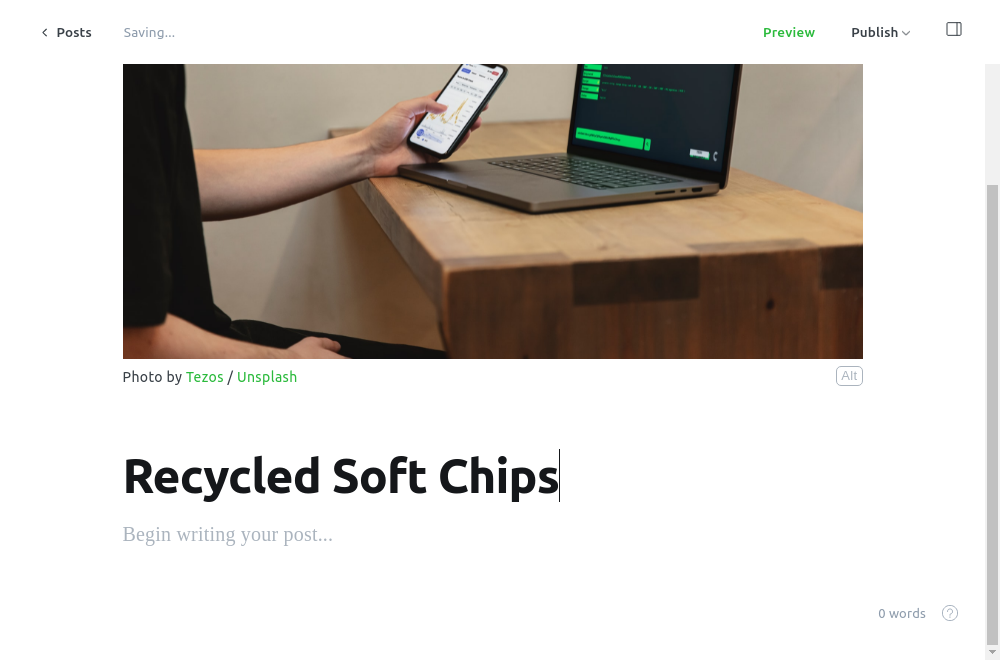 Posts Saving... Preview Publish
Photo by Tezos / Unsplash Alt
Recycled Soft Chips
Begin writing your post...
0 words ?